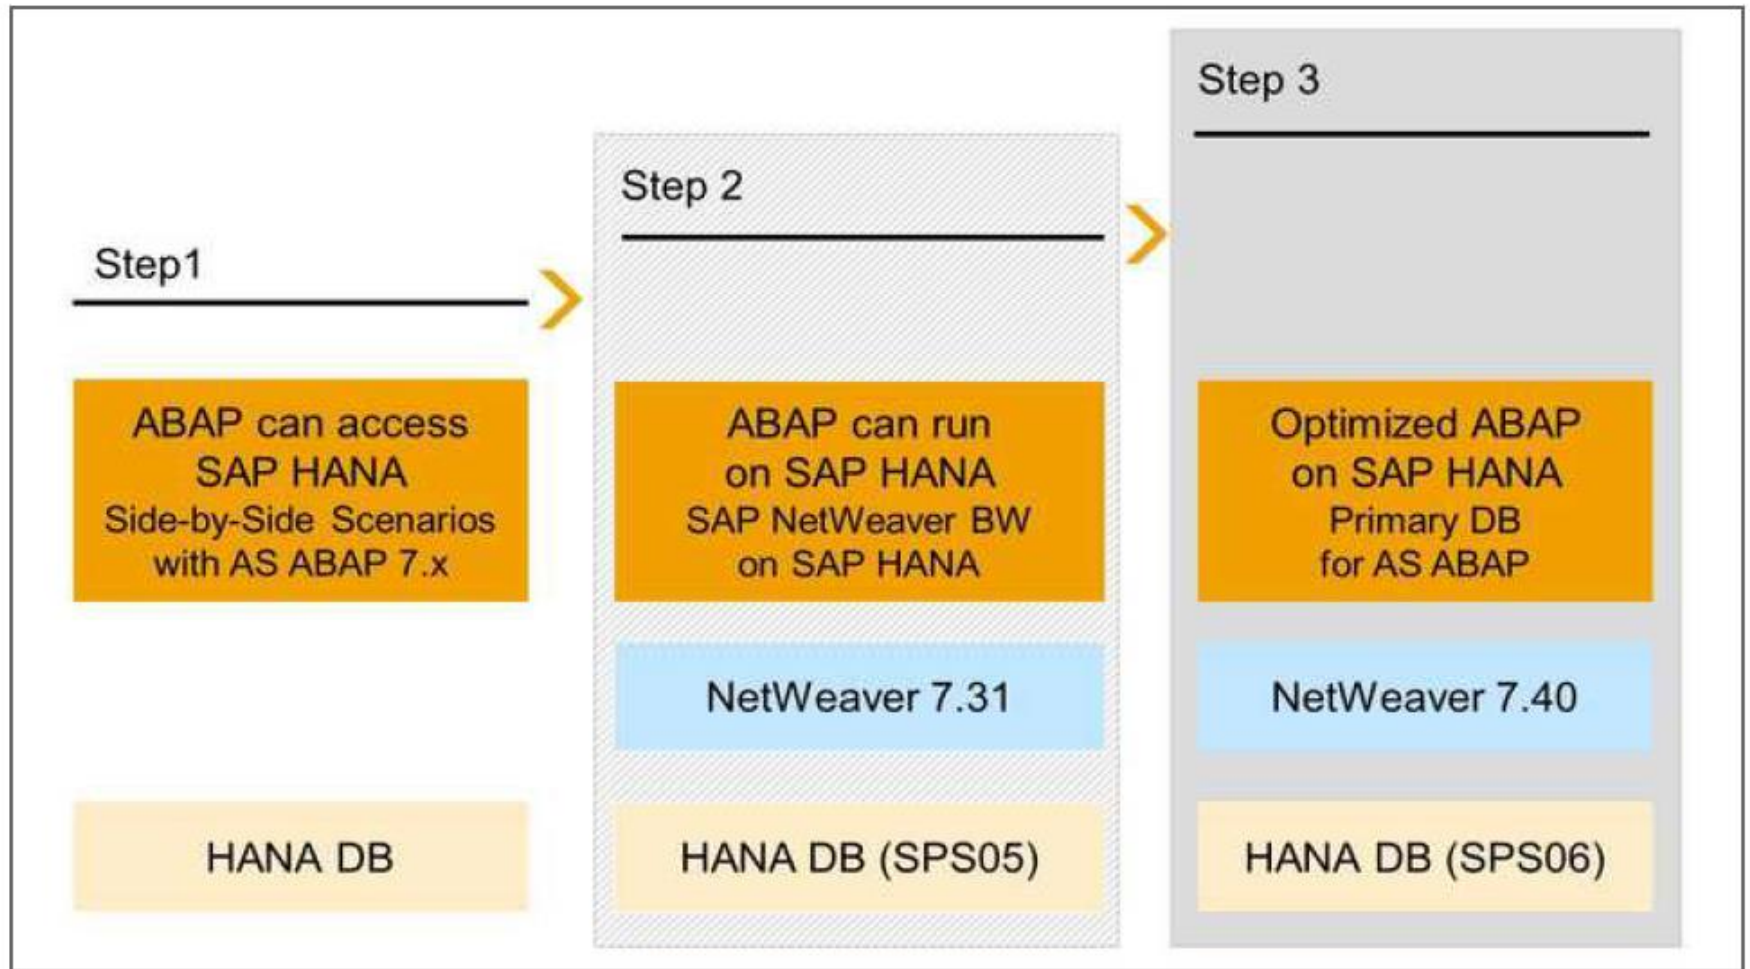 Step1
ABAP can access
SAP HANA
Side-by-Side Scenarios
with AS ABAP 7.x
HANA DB
Step 2
ABAP can run
on SAP HANA
SAP NetWeaver BW
on SAP HANA
NetWeaver 7.31
HANA DB (SPS05)
Step 3
Optimized ABAP
on SAP HANA
Primary DB
for AS ABAP
NetWeaver 7.40
HANA DB (SPS06)